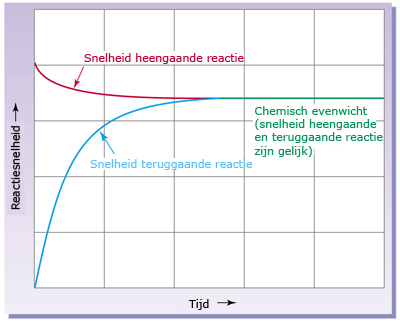 Snelheid heengaande reactie
Chemisch evenwicht
(snelheid heengaande
en teruggaande reactie
zijn gelijk)
Snelheid teruggaande reactie
Reactiesnelheid
Tijd